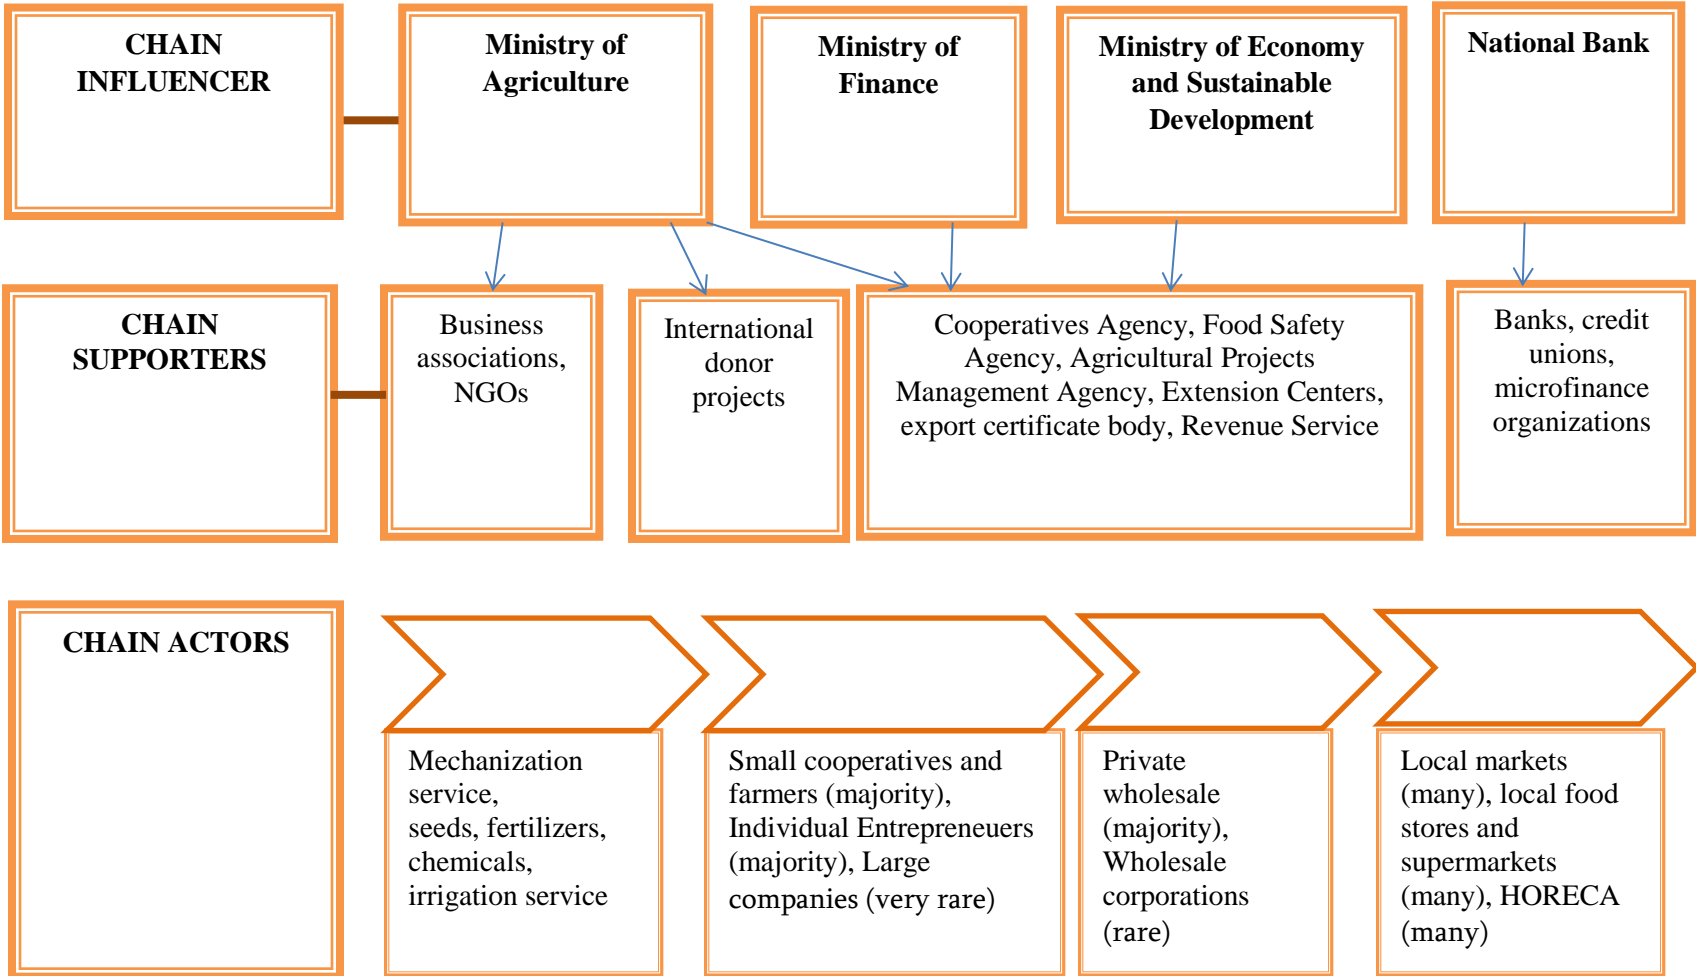 CHAIN
INFLUENCER
Ministry of
Agriculture
Ministry of
Finance
Ministry of Economy
and Sustainable
Development
National Bank
CHAIN
SUPPORTERS
Business
associations,
NGOs
International
donor
projects
Cooperatives Agency, Food Safety
Agency, Agricultural Projects
Management Agency, Extension Centers,
export certificate body, Revenue Service
Banks, credit
unions,
microfinance
organizations
CHAIN ACTORS
Mechanization
service,
seeds, fertilizers,
chemicals,
irrigation service
Small cooperatives and
farmers (majority),
Individual Entrepreneuers
(majority), Large
companies (very rare)
Private
wholesale
(majority),
Wholesale
corporations
(rare)
Local markets
(many), local food
stores and
supermarkets
(many), HORECA
(many)